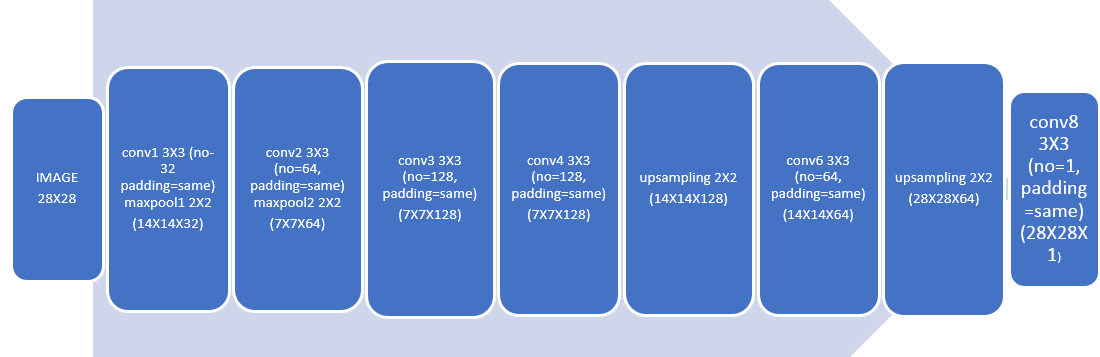 IMAGE
28X28
conv1 3X3 (no-
32
padding=same)
maxpool1 2X2
(14X14X32)
conv2 3X3
(no=64,
padding=same)
maxpool2 2X2
(7X7X64)
conv3 3X3
(no=128,
padding=same)
(7X7X128)
conv4 3X3
(no=128,
padding=same)
(7X7X128)
upsampling 2X2
(14X14X128)
conv6 3X3
(no=64,
padding=same)
(14X14X64)
upsampling 2X2
(28X28X64)
conv8
3X3
(no=1,
padding
=same)
(28X28X
1)